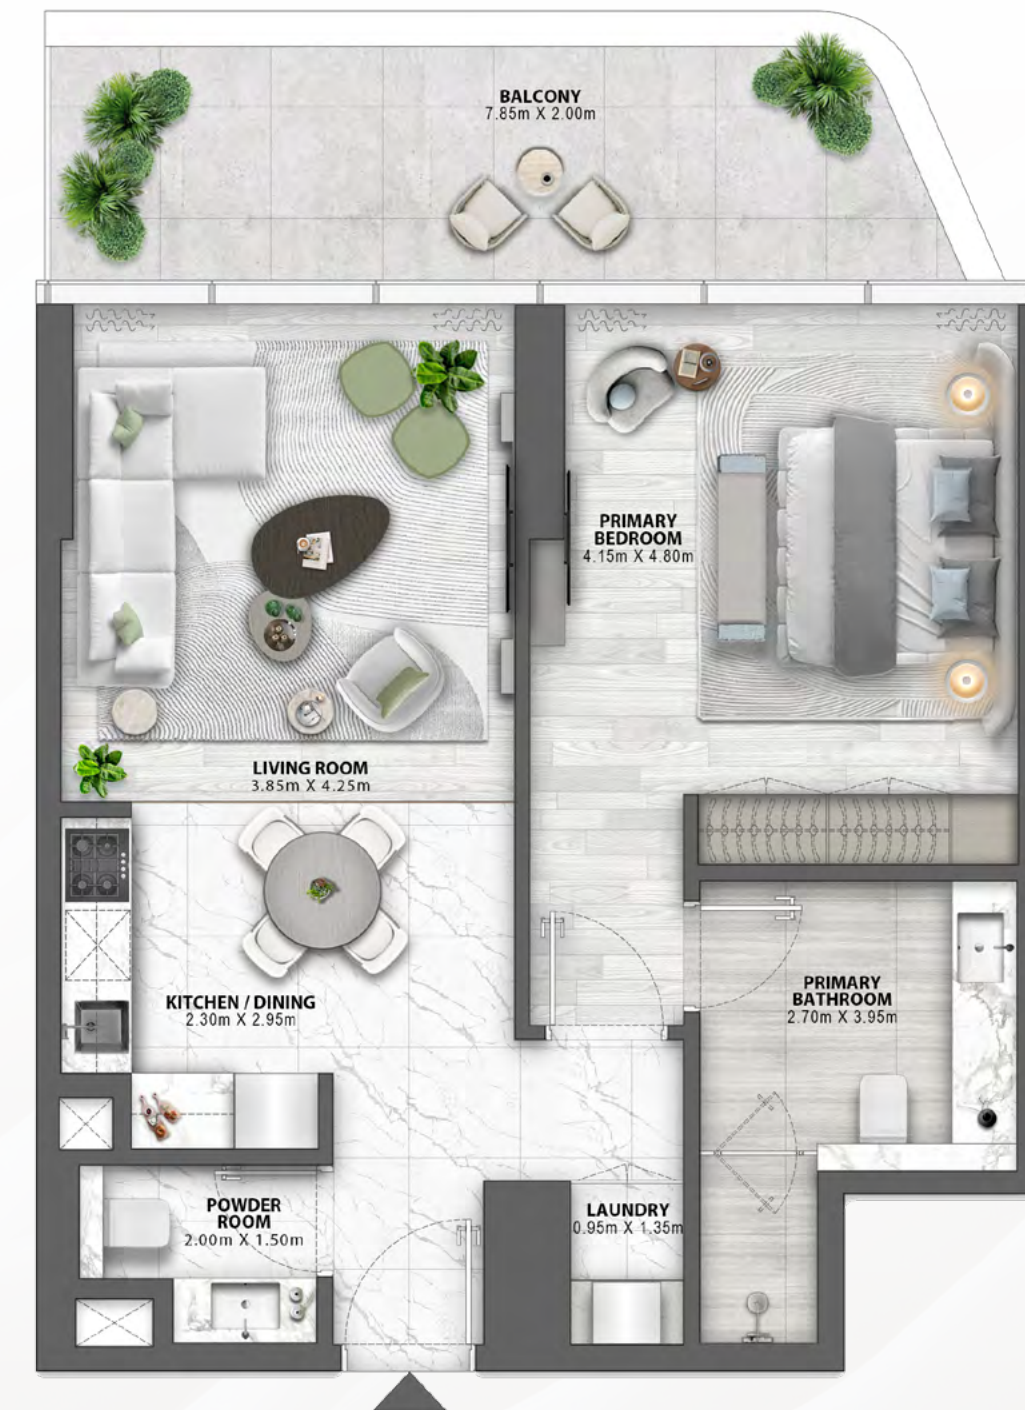 BALCONY
7.85m X 2.00m
PRIMARY
BEDROOM
4.15m X 4.80m
LIVING ROOM
3.85m X 4.25m
KITCHEN / DINING
2.30m X 2.95m
PRIMARY
BATHROOM
2.70m X 3.95m
POWDER
ROOM
2.00m X 1.50m
LAUNDRY
0.95m X 1.35m